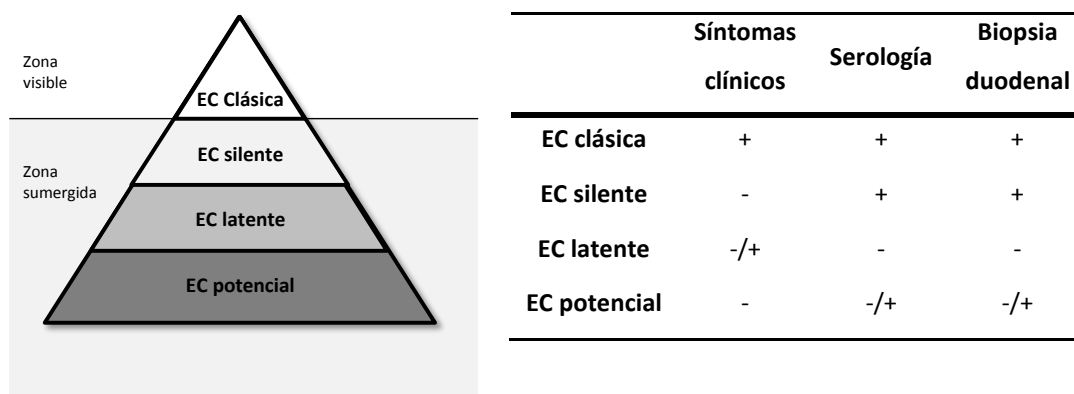 Zona
visible
EC Clásica
Zona
sumergida
EC silente
EC latente
EC potencial
Síntomas
clínicos
Serología
Biopsia
duodenal
EC clásica + + +
EC silente - + +
EC latente -/+ - -
EC potencial - -/+ -/+